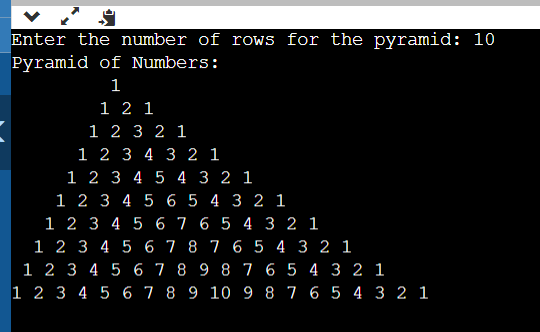 Enter the number of rows for the pyramid: 10
Pyramid of Numbers:
1
1 2 1
1 2 3 2 1
1 2 3 4 3 2 1
1 2 3 4 5 4 3 2 1
1 2 3 4 5 6 5 4 3 2 1
1 2 3 4 5 6 7 6 5 4 3 2 1
1 2 3 4 5 6 7 8 7 6 5 4 3 2 1
1 2 3 4 5 6 7 8 9 8 7 6 5 4 3 2 1
1 2 3 4 5 6 7 8 9 10 9 8 7 6 5 4 3 2 1